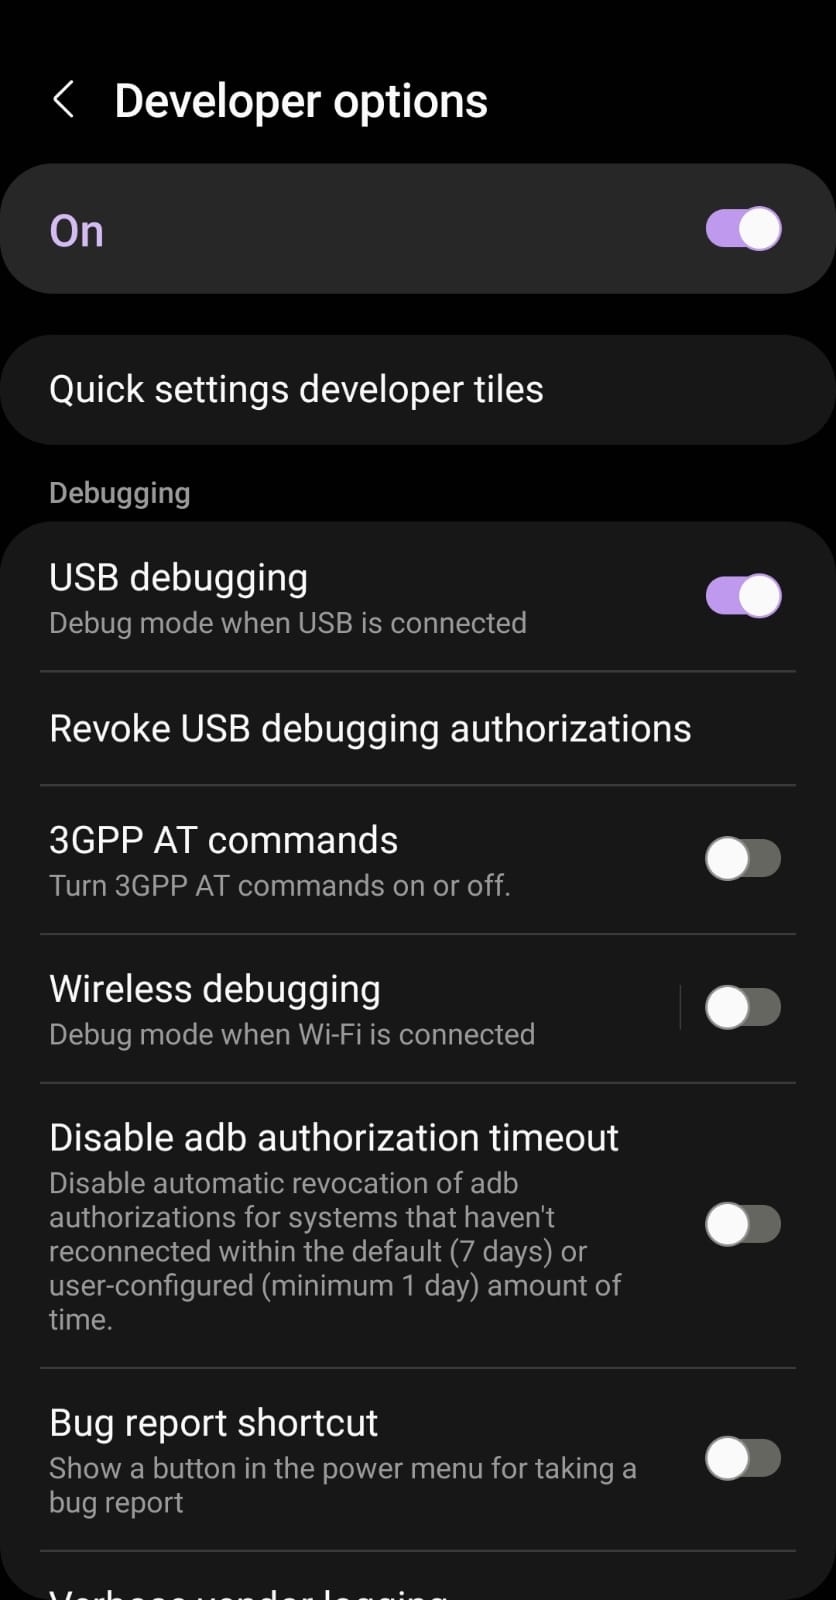 Developer options
On
Quick settings developer tiles
Debugging
USB debugging
Debug mode when USB is connected
Revoke USB debugging authorizations
3GPP AT commands
Turn 3GPP AT commands on or off.
Wireless debugging
Debug mode when Wi-Fi is connected
Disable adb authorization timeout
Disable automatic revocation of adb
authorizations for systems that haven't
reconnected within the default (7 days) or
user-configured (minimum 1 day) amount of
time.
Bug report shortcut
Show a button in the power menu for taking a
bug report
Verbose vendor logging